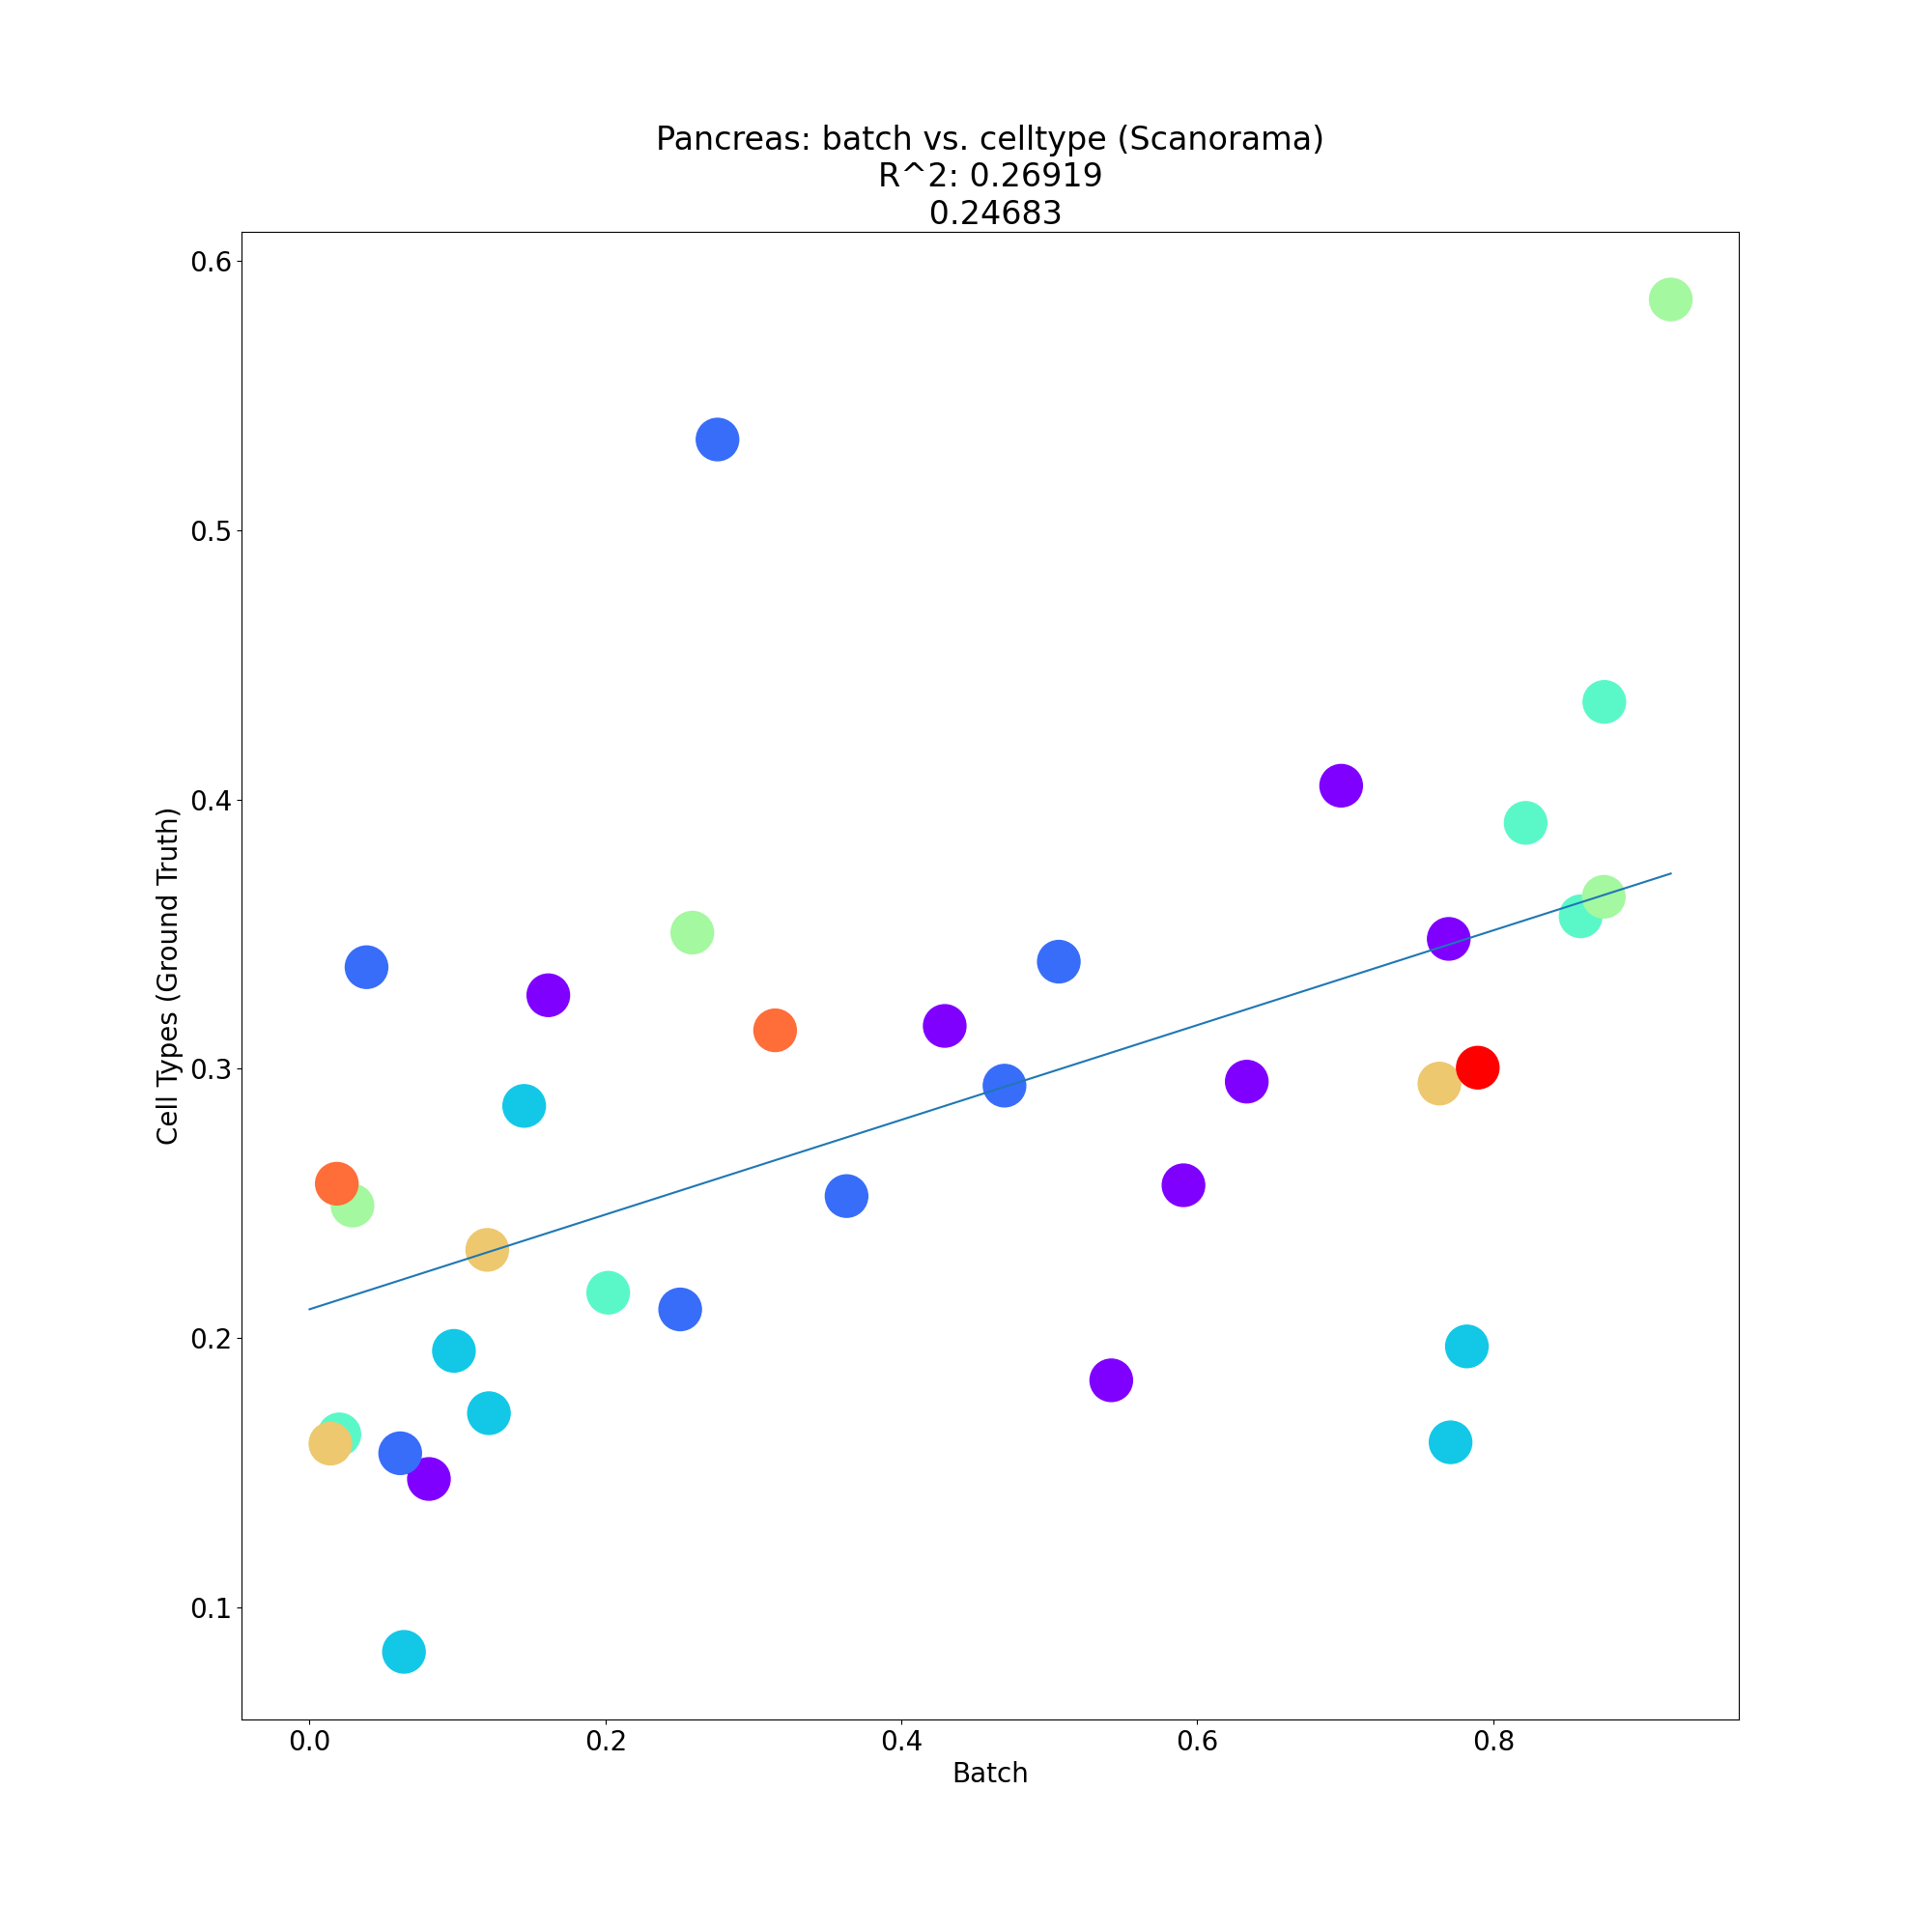 Pancreas: batch vs. celltype (Scanorama)
R^2: 0.26919
0.24683
0.6
0.5
0.4
0.3
0.2
0.1
Cell Types (Ground Truth)
0.0 0.2 0.4 0.6 0.8
Batch